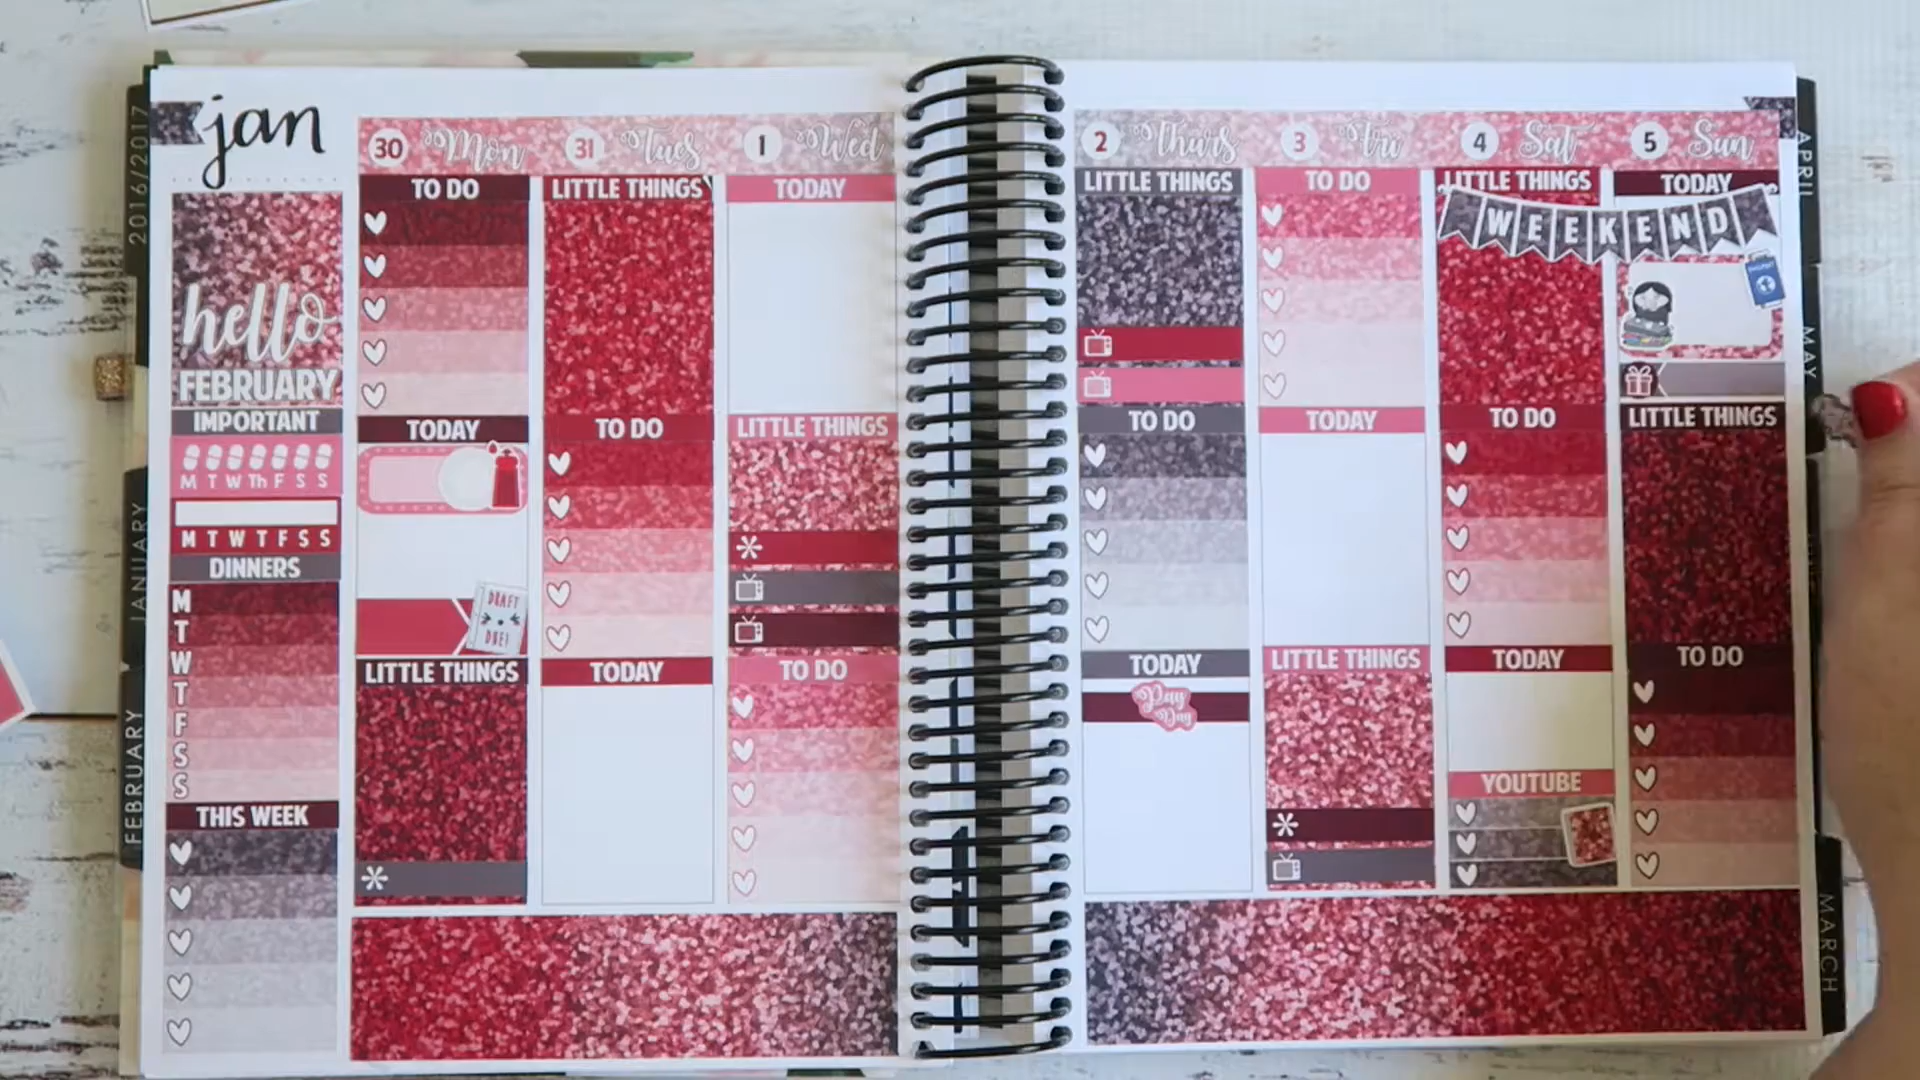 jan
2016/2017
JANUARY
FEBRUARY
hello
FEBRUARY
IMPORTANT
M T W Th F S S
M T W T F S S
DINNERS
M
T
W
T
F
S
S
THIS WEEK
30 Mon
TO DO
TODAY
DRAFT
DUE!
LITTLE THINGS
31 Tues
LITTLE THINGS
TO DO
TODAY
1 Wed
TODAY
LITTLE THINGS
TO DO
2 Thurs
LITTLE THINGS
TO DO
TODAY
Pay
Day
3 Fri
TO DO
TODAY
LITTLE THINGS
4 Sat
LITTLE THINGS
WEEKEND
TO DO
TODAY
YOUTUBE
5 Sun
TODAY
PASSPORT
LITTLE THINGS
TO DO
APRIL
MAY
MARCH